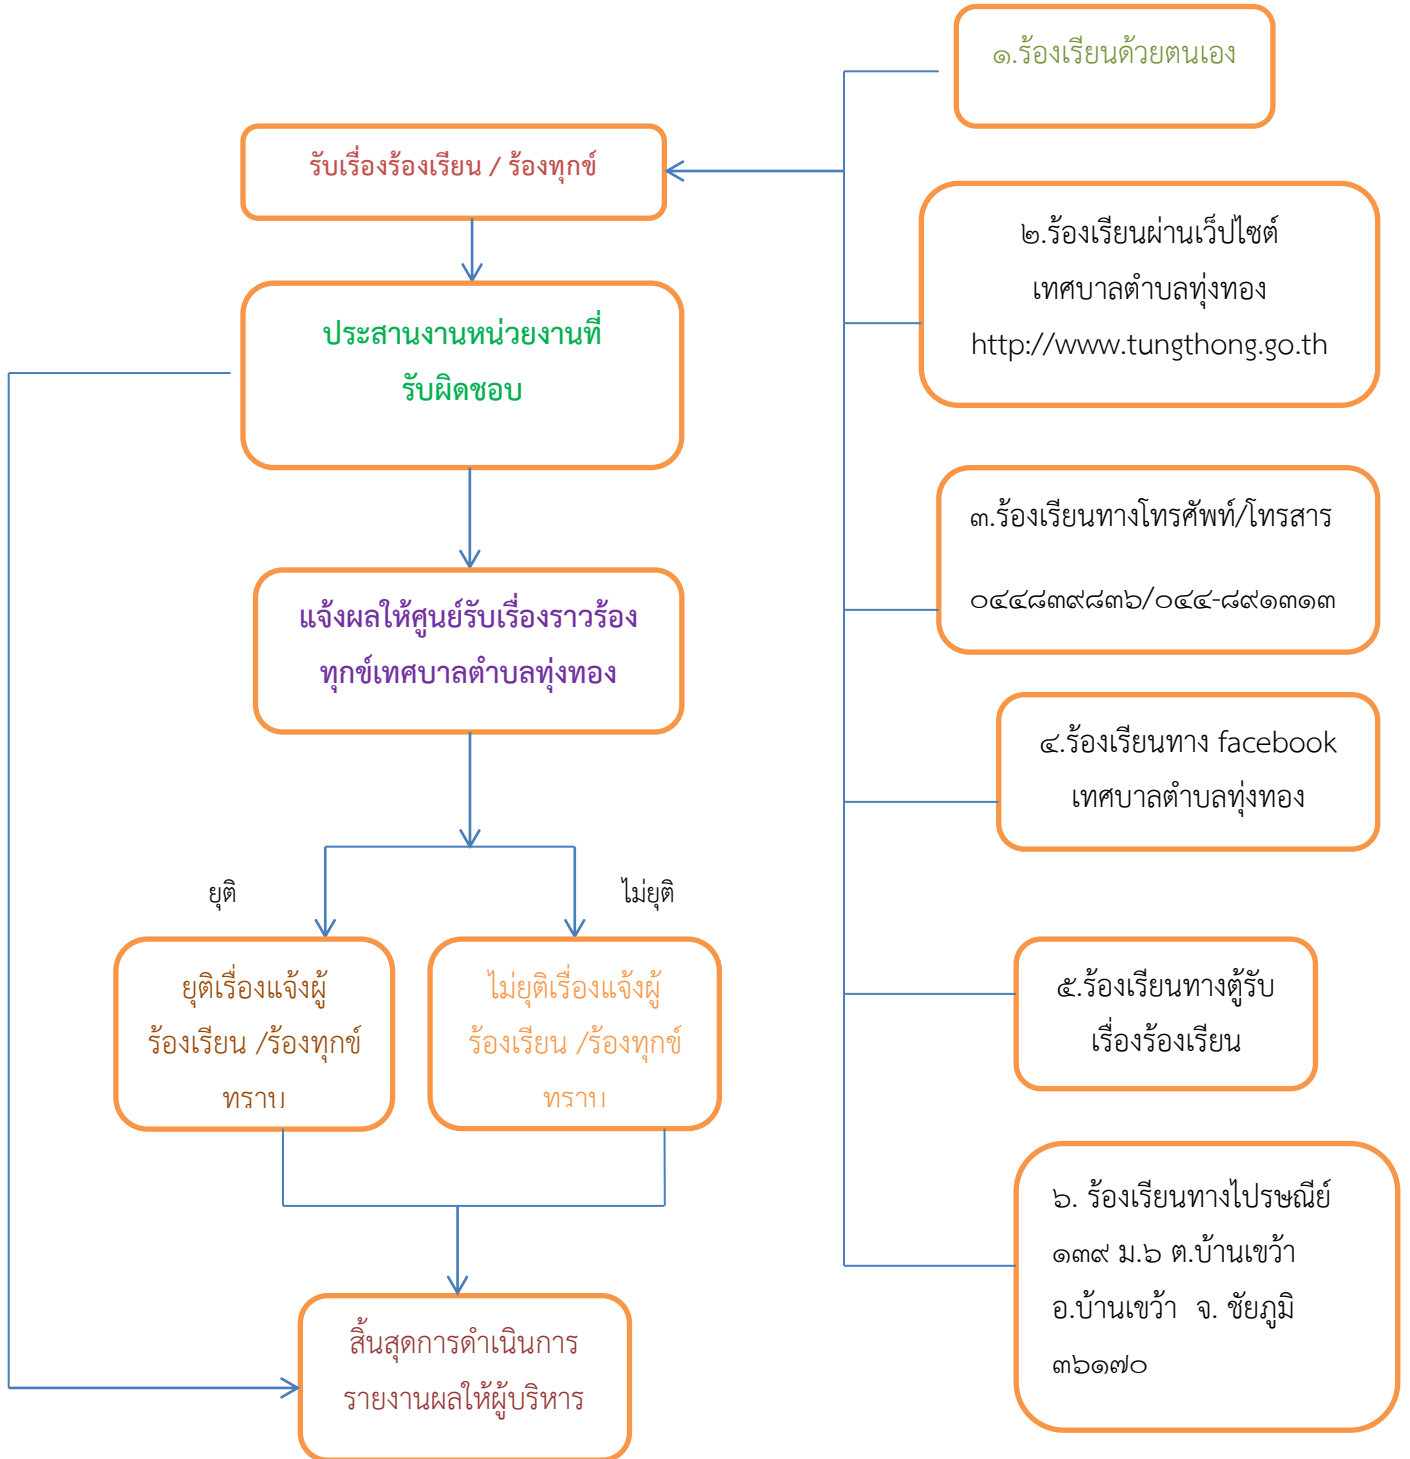 ๑.ร้องเรียนด้วยตนเอง
รับเรื่องร้องเรียน / ร้องทุกข์
๒.ร้องเรียนผ่านเว็ปไซต์
เทศบาลตำบลทุ่งทอง
http://www.tungthong.go.th
ประสานงานหน่วยงานที่
รับผิดชอบ
๓.ร้องเรียนทางโทรศัพท์/โทรสาร
๐๔๔๘๓๙๘๓๖/๐๔๔-๘๙๑๓๑๓
แจ้งผลให้ศูนย์รับเรื่องราวร้อง
ทุกข์เทศบาลตำบลทุ่งทอง
๔.ร้องเรียนทาง facebook
เทศบาลตำบลทุ่งทอง
ยุติ
ไม่ยุติ
ยุติเรื่องแจ้งผู้
ร้องเรียน /ร้องทุกข์
ทราบ
ไม่ยุติเรื่องแจ้งผู้
ร้องเรียน /ร้องทุกข์
ทราบ
๕.ร้องเรียนทางตู้รับ
เรื่องร้องเรียน
๖. ร้องเรียนทางไปรษณีย์
๑๓๙ ม.๖ ต.บ้านเขว้า
อ.บ้านเขว้า จ. ชัยภูมิ
๓๖๑๗๐
สิ้นสุดการดำเนินการ
รายงานผลให้ผู้บริหาร